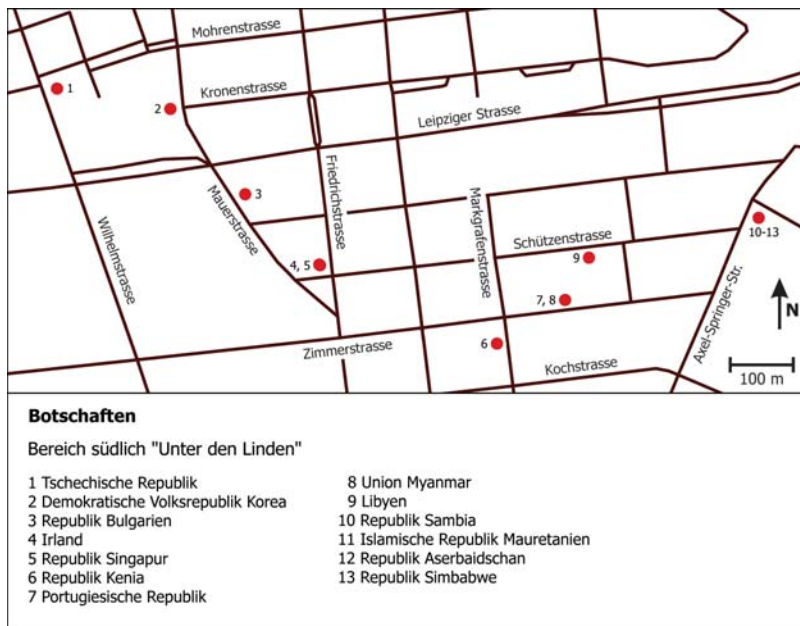 Mohrenstrasse
1
Kronenstrasse
2
Leipziger Strasse
Friedrichstrasse
Mauerstrasse
3
Markgrafenstrasse
Wilhelmstrasse
Schützenstrasse
10-13
4, 5
9
Axel-Springer-Str.
7, 8
N
Zimmerstrasse
6
Kochstrasse
100 m
Botschaften
Bereich südlich "Unter den Linden"
1 Tschechische Republik
2 Demokratische Volksrepublik Korea
3 Republik Bulgarien
4 Irland
5 Republik Singapur
6 Republik Kenia
7 Portugiesische Republik
8 Union Myanmar
9 Libyen
10 Republik Sambia
11 Islamische Republik Mauretanien
12 Republik Aserbaidschan
13 Republik Simbabwe